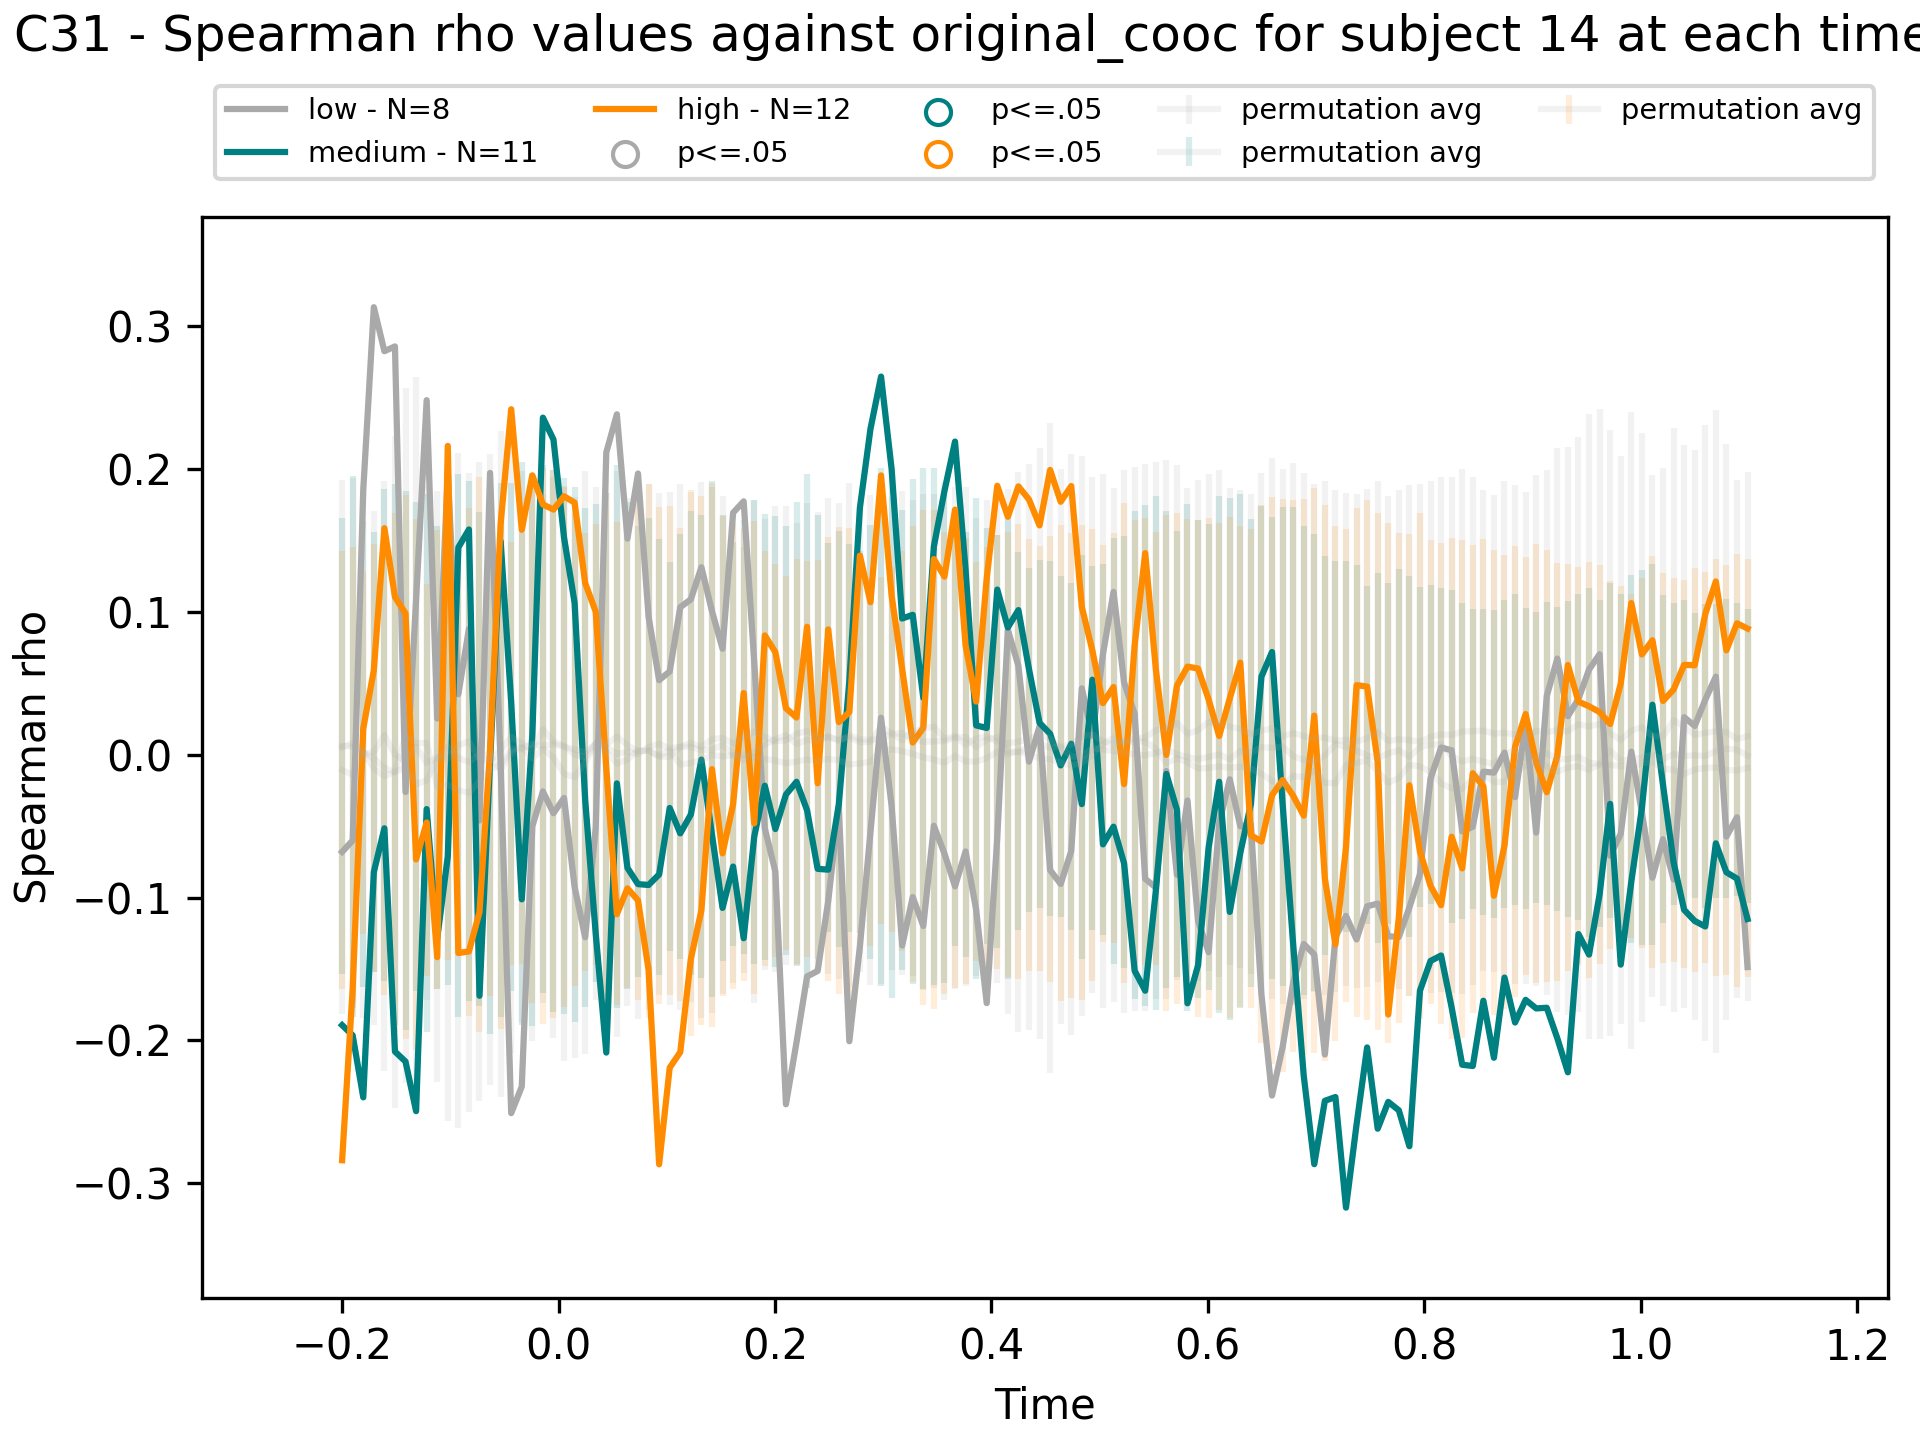 C31 - Spearman rho values against original_cooc for subject 14 at each time
low - N=8
medium - N=11
high - N=12
p<=.05
p<=.05
p<=.05
permutation avg
permutation avg
permutation avg
Spearman rho
0.3
0.2
0.1
0.0
−0.1
−0.2
−0.3
−0.2 0.0 0.2 0.4 0.6 0.8 1.0 1.2
Time